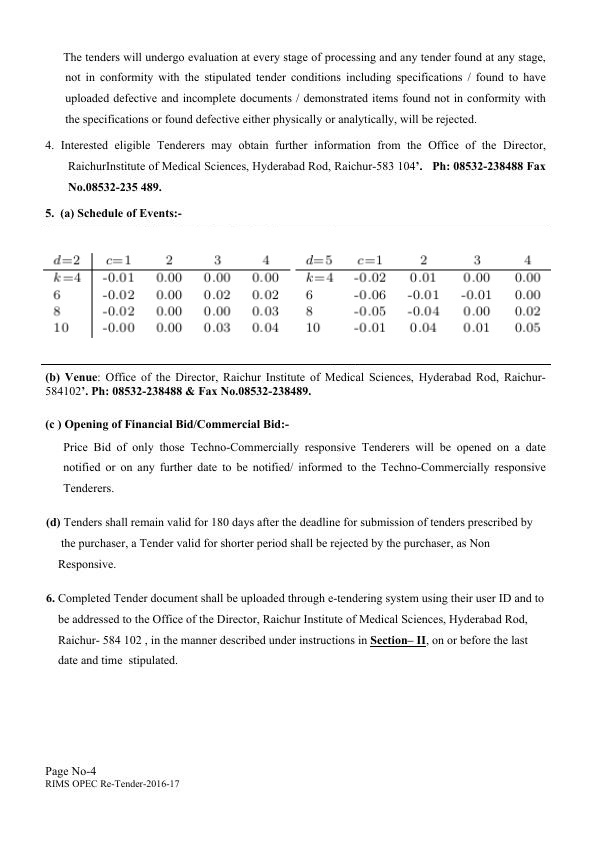 The tenders will undergo evaluation at every stage of processing and any tender found at any stage,
not in conformity with the stipulated tender conditions including specifications / found to have
uploaded defective and incomplete documents / demonstrated items found not in conformity with
the specifications or found defective either physically or analytically, will be rejected.
4. Interested eligible Tenderers may obtain further information from the Office of the Director,
RaichurInstitute of Medical Sciences, Hyderabad Rod, Raichur-583 104’. Ph: 08532-238488 Fax
No.08532-235 489.
5. (a) Schedule of Events:-
d=2 c=1 2 3 4 d=5 c=1 2 3 4
k=4 -0.01 0.00 0.00 0.00 k=4 -0.02 0.01 0.00 0.00
6 -0.02 0.00 0.02 0.02 6 -0.06 -0.01 -0.01 0.00
8 -0.02 0.00 0.00 0.03 8 -0.05 -0.04 0.00 0.02
10 -0.00 0.00 0.03 0.04 10 -0.01 0.04 0.01 0.05
(b) Venue: Office of the Director, Raichur Institute of Medical Sciences, Hyderabad Rod, Raichur-
584102’. Ph: 08532-238488 & Fax No.08532-238489.
(c ) Opening of Financial Bid/Commercial Bid:-
Price Bid of only those Techno-Commercially responsive Tenderers will be opened on a date
notified or on any further date to be notified/ informed to the Techno-Commercially responsive
Tenderers.
(d) Tenders shall remain valid for 180 days after the deadline for submission of tenders prescribed by
the purchaser, a Tender valid for shorter period shall be rejected by the purchaser, as Non
Responsive.
6. Completed Tender document shall be uploaded through e-tendering system using their user ID and to
be addressed to the Office of the Director, Raichur Institute of Medical Sciences, Hyderabad Rod,
Raichur- 584 102 , in the manner described under instructions in Section– II, on or before the last
date and time stipulated.
Page No-4
RIMS OPEC Re-Tender-2016-17